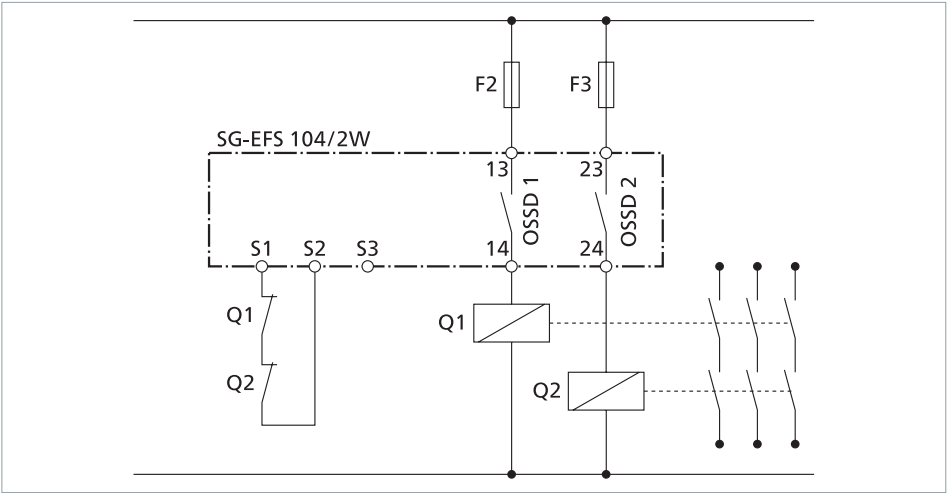 F2
F3
SG-EFS 104/2W
13
23
OSSD 1
OSSD 2
S1
S2
S3
14
24
Q1
Q1
Q2
Q2